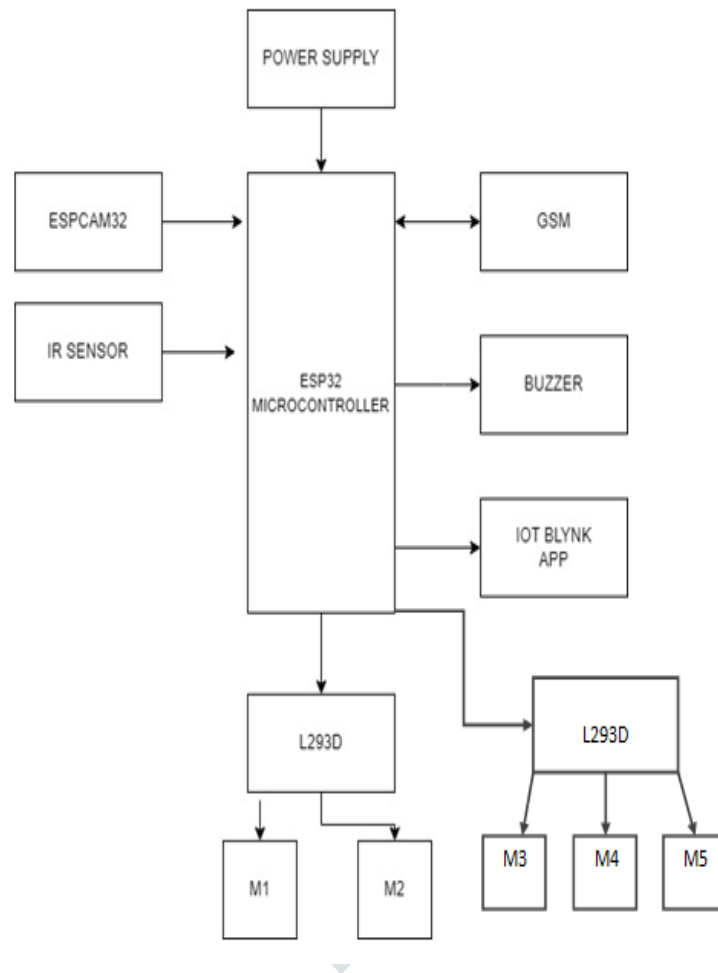 POWER SUPPLY
ESPCAM32
GSM
IR SENSOR
ESP32
MICROCONTROLLER
BUZZER
IOT BLYNK
APP
L293D
L293D
M1
M2
M3
M4
M5